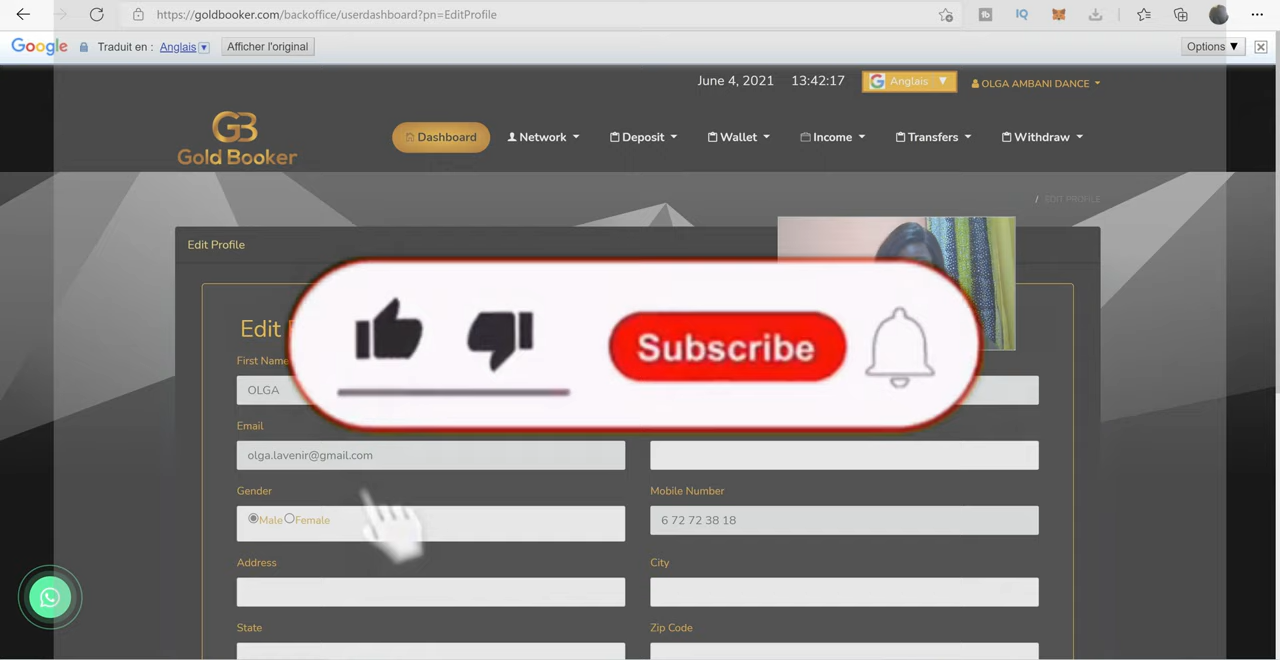 https://goldbooker.com/backoffice/userdashboard?pn=EditProfile
Google Traduit en : Anglais Afficher l'original Options
June 4, 2021 13:42:17 Anglais OLGA AMBANI DANCE
GB
Gold Booker
Dashboard Network Deposit Wallet Income Transfers Withdraw
/ EDIT PROFILE
Edit Profile
Edit
First Name
OLGA
Subscribe
Email
olga.lavenir@gmail.com
Gender Mobile Number
Male Female 6 72 72 38 18
Address City
State Zip Code